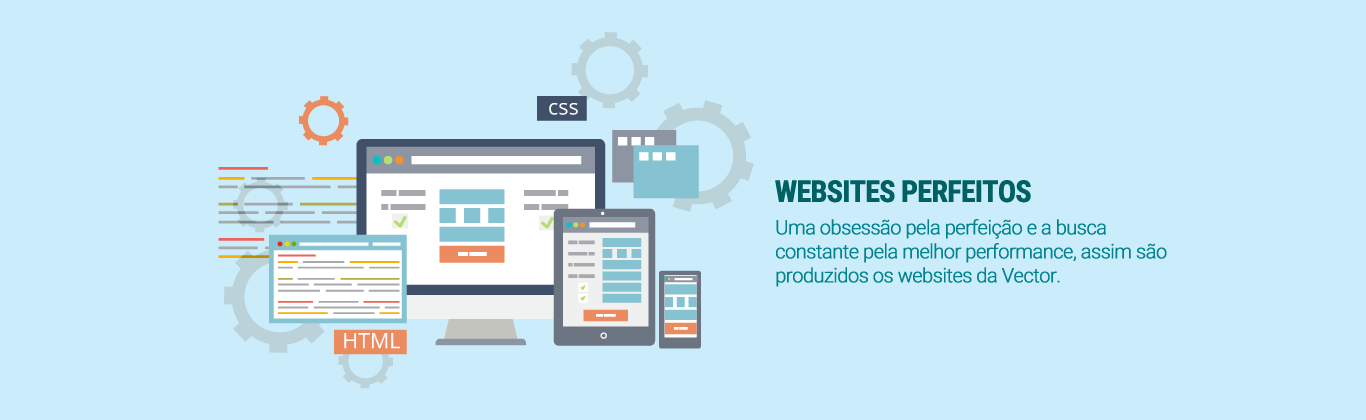 CSS
WEBSITES PERFEITOS
Uma obsessão pela perfeição e a busca
constante pela melhor performance, assim são
produzidos os websites da Vector.
HTML